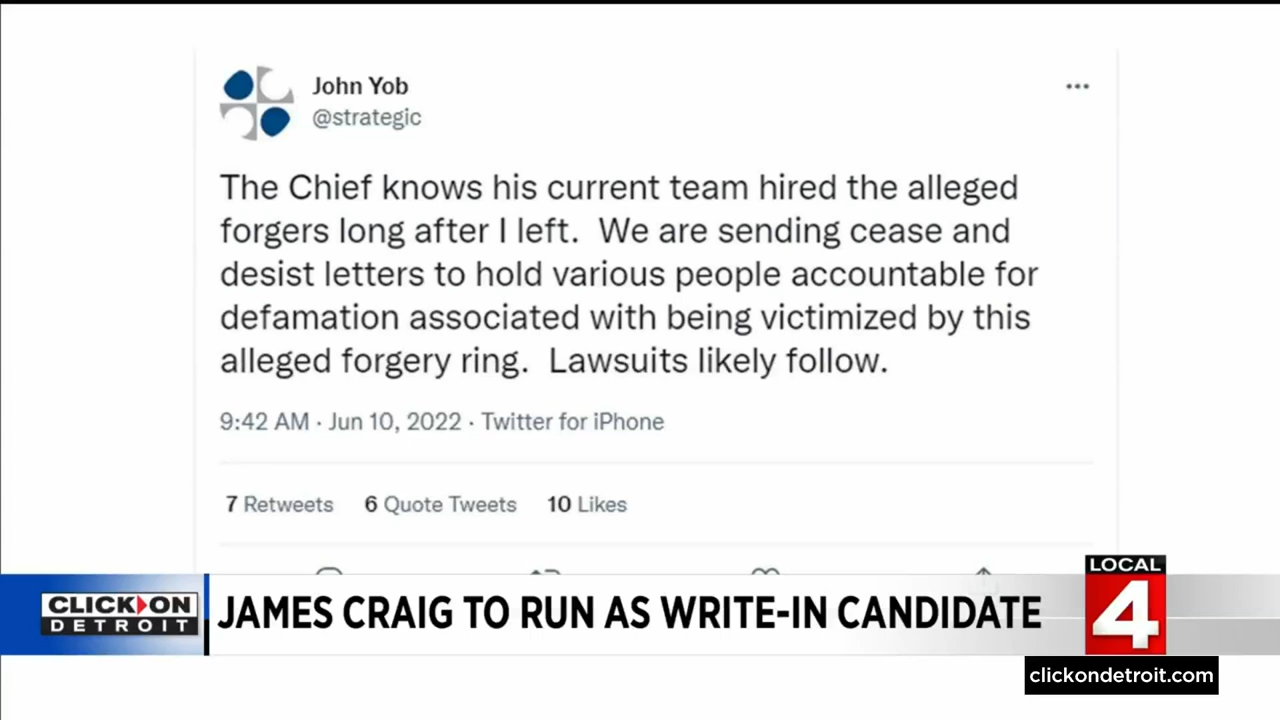 John Yob
@strategic
The Chief knows his current team hired the alleged
forgers long after I left.  We are sending cease and
desist letters to hold various people accountable for
defamation associated with being victimized by this
alleged forgery ring.  Lawsuits likely follow.
9:42 AM · Jun 10, 2022 · Twitter for iPhone
7 Retweets 6 Quote Tweets 10 Likes
CLICK ON
DETROIT
JAMES CRAIG TO RUN AS WRITE-IN CANDIDATE
LOCAL
4
clickondetroit.com